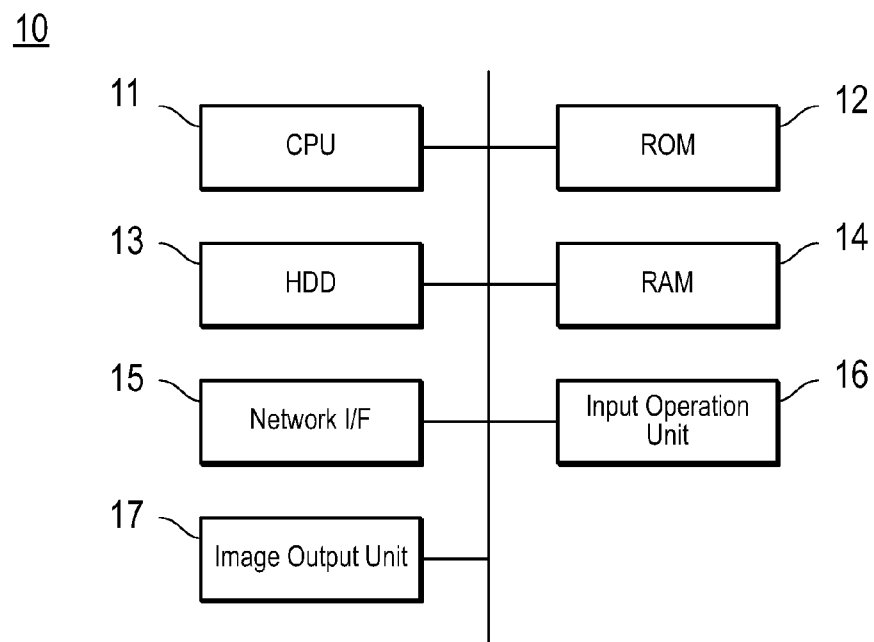 10
11
CPU
12
ROM
13
HDD
14
RAM
15
Network I/F
16
Input Operation
Unit
17
Image Output Unit